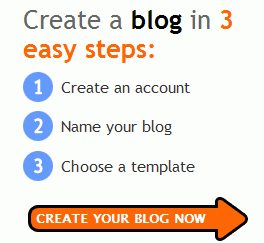 Create a blog in 3
easy steps:
1 Create an account
2 Name your blog
3 Choose a template
CREATE YOUR BLOG NOW